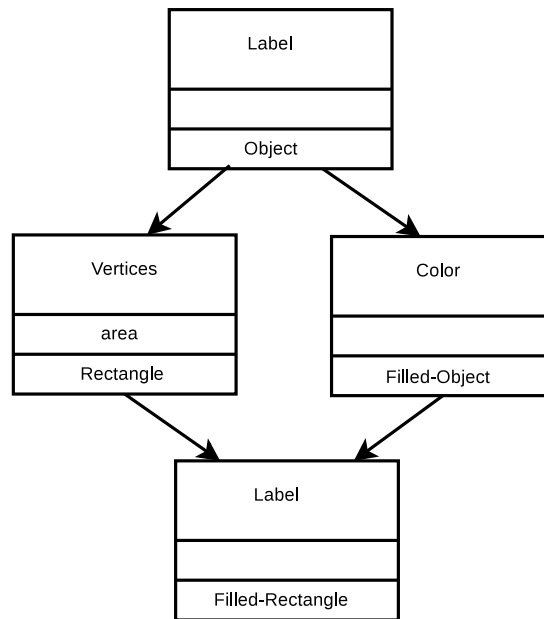 Label
Object
Vertices
area
Rectangle
Color
Filled-Object
Label
Filled-Rectangle